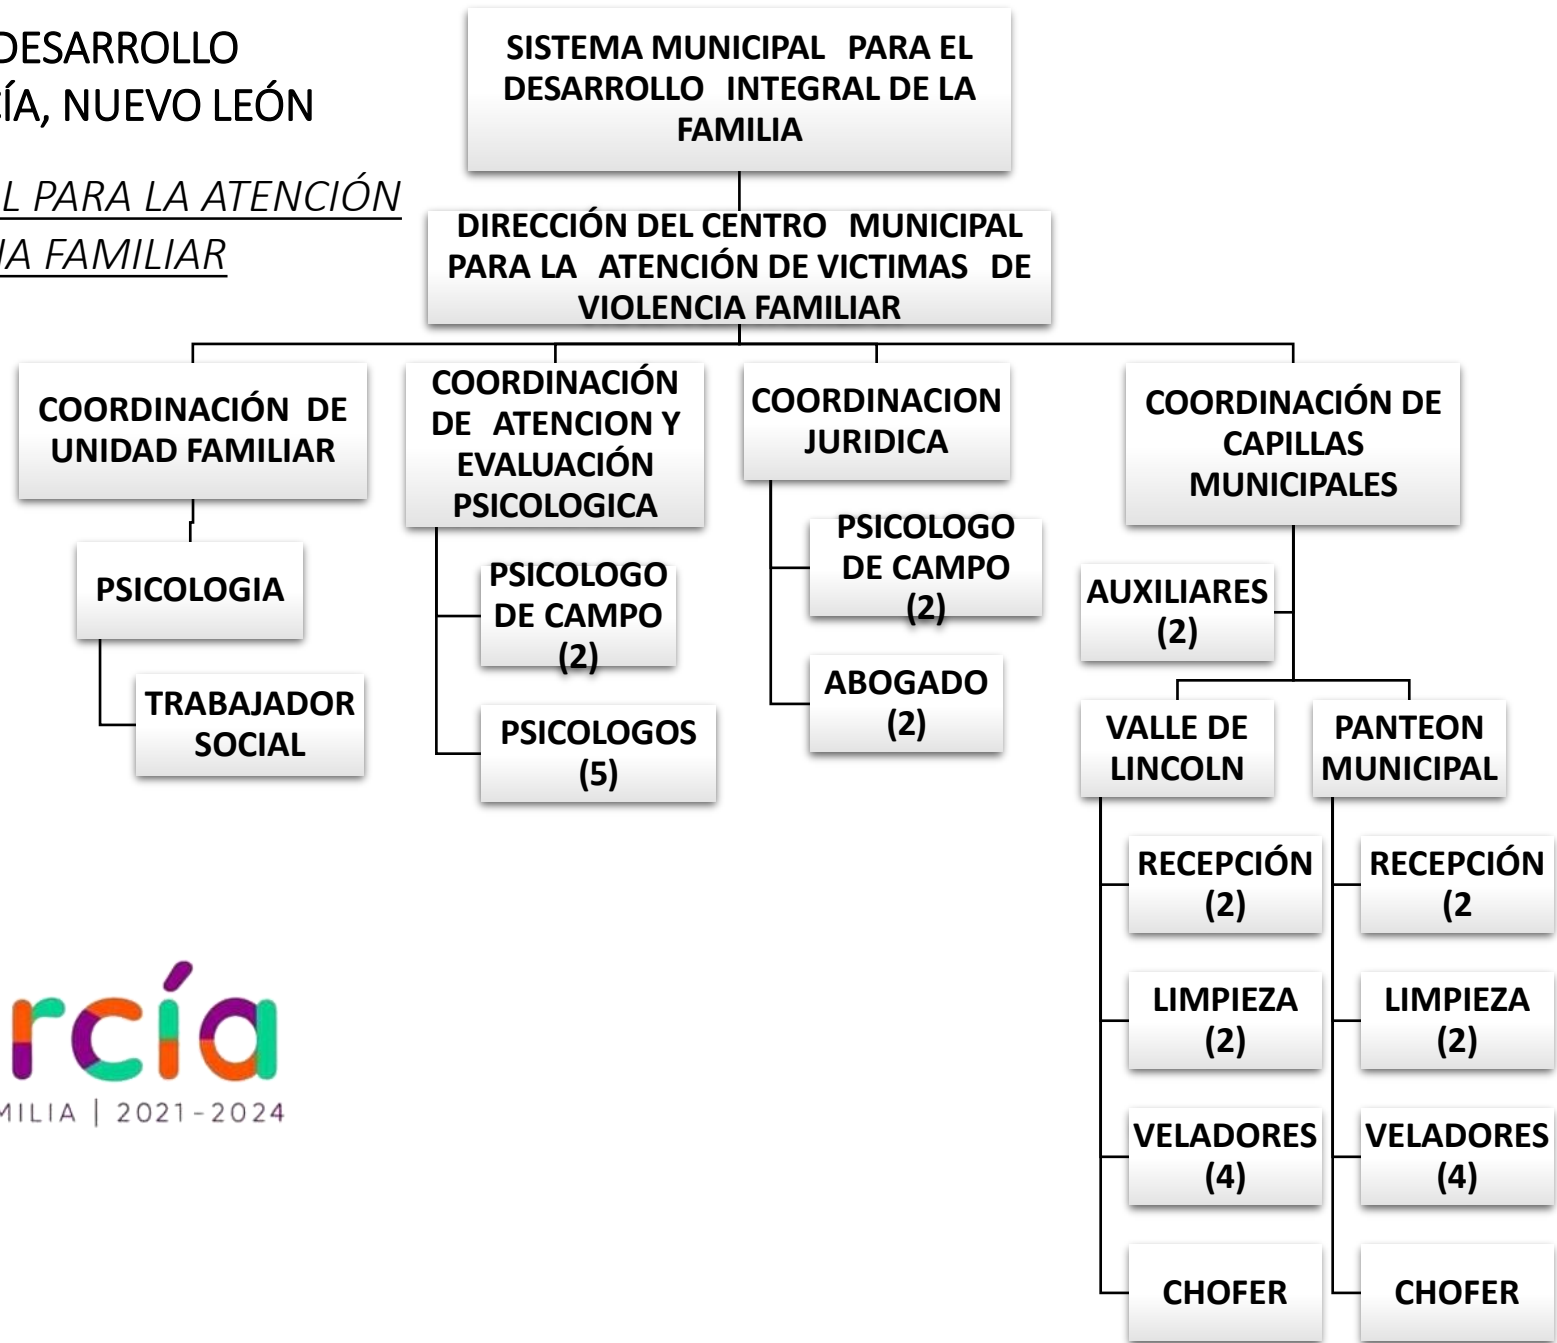 DESARROLLO
CÍA, NUEVO LEÓN
L PARA LA ATENCIÓN
IA FAMILIAR
SISTEMA MUNICIPAL PARA EL
DESARROLLO INTEGRAL DE LA
FAMILIA
DIRECCIÓN DEL CENTRO MUNICIPAL
PARA LA ATENCIÓN DE VICTIMAS DE
VIOLENCIA FAMILIAR
COORDINACIÓN DE
UNIDAD FAMILIAR
PSICOLOGIA
TRABAJADOR
SOCIAL
COORDINACIÓN
DE ATENCION Y
EVALUACIÓN
PSICOLOGICA
PSICOLOGO
DE CAMPO
(2)
PSICOLOGOS
(5)
COORDINACION
JURIDICA
PSICOLOGO
DE CAMPO
(2)
ABOGADO
(2)
COORDINACIÓN DE
CAPILLAS
MUNICIPALES
AUXILIARES
(2)
VALLE DE
LINCOLN
RECEPCIÓN
(2)
LIMPIEZA
(2)
VELADORES
(4)
CHOFER
PANTEON
MUNICIPAL
RECEPCIÓN
(2
LIMPIEZA
(2)
VELADORES
(4)
CHOFER
rcía
MILIA | 2021-2024